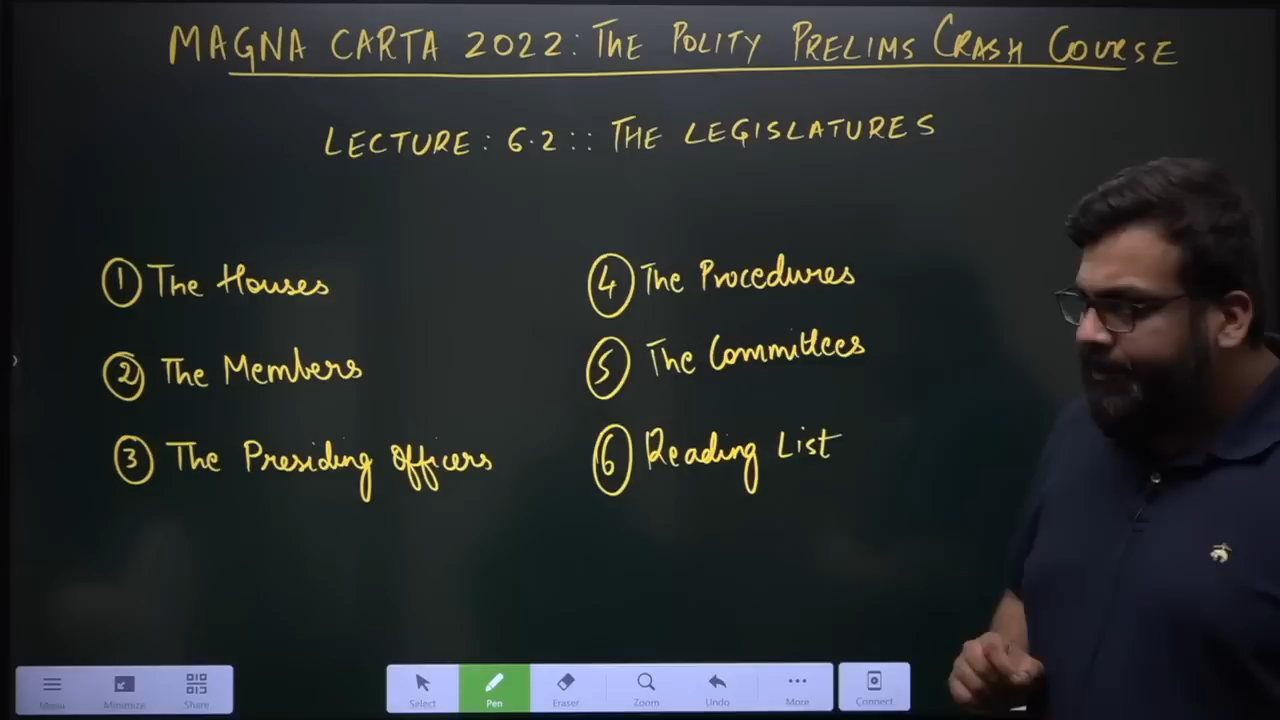 MAGNA CARTA 2022: THE POLITY PRELIMS CRASH COURSE
LECTURE: 6.2 :: THE LEGISLATURES
1 The Houses
2 The Members
3 The Presiding Officers
4 The Procedures
5 The Committees
6 Reading List
Menu Minimize Share Select Pen Eraser Zoom Undo More Connect